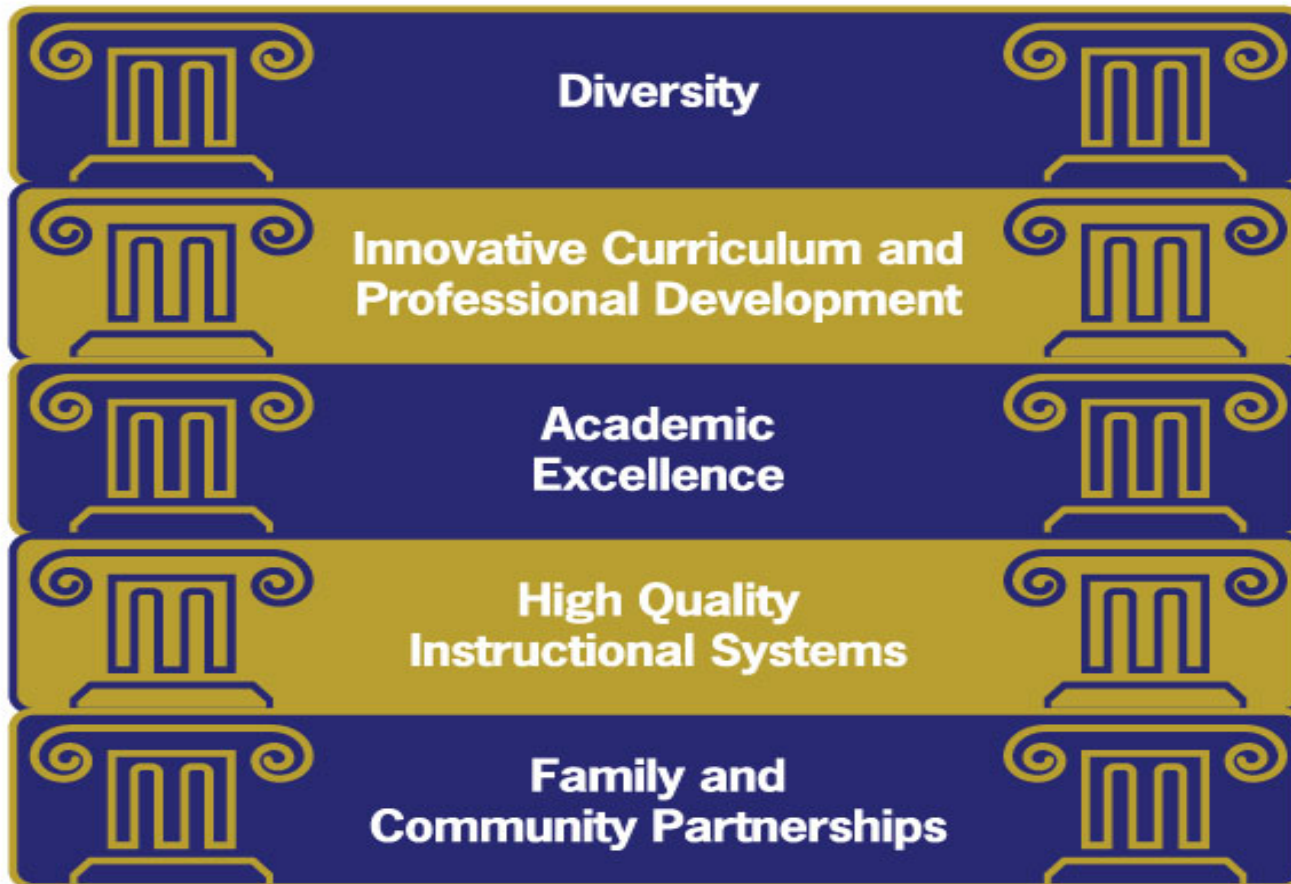 Diversity
Innovative Curriculum and
Professional Development
Academic
Excellence
High Quality
Instructional Systems
Family and
Community Partnerships